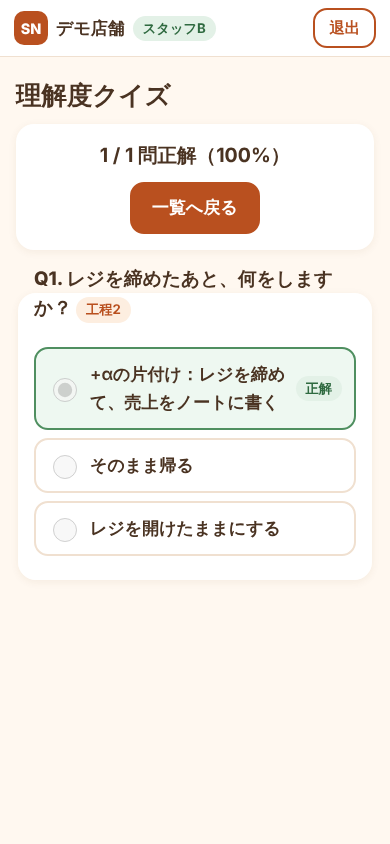 SN デモ店舗 スタッフB 退出
理解度クイズ
1 / 1 問正解（100%）
一覧へ戻る
Q1. レジを締めたあと、何をします
か？ 工程2
+αの片付け：レジを締め
て、売上をノートに書く
正解
そのまま帰る
レジを開けたままにする